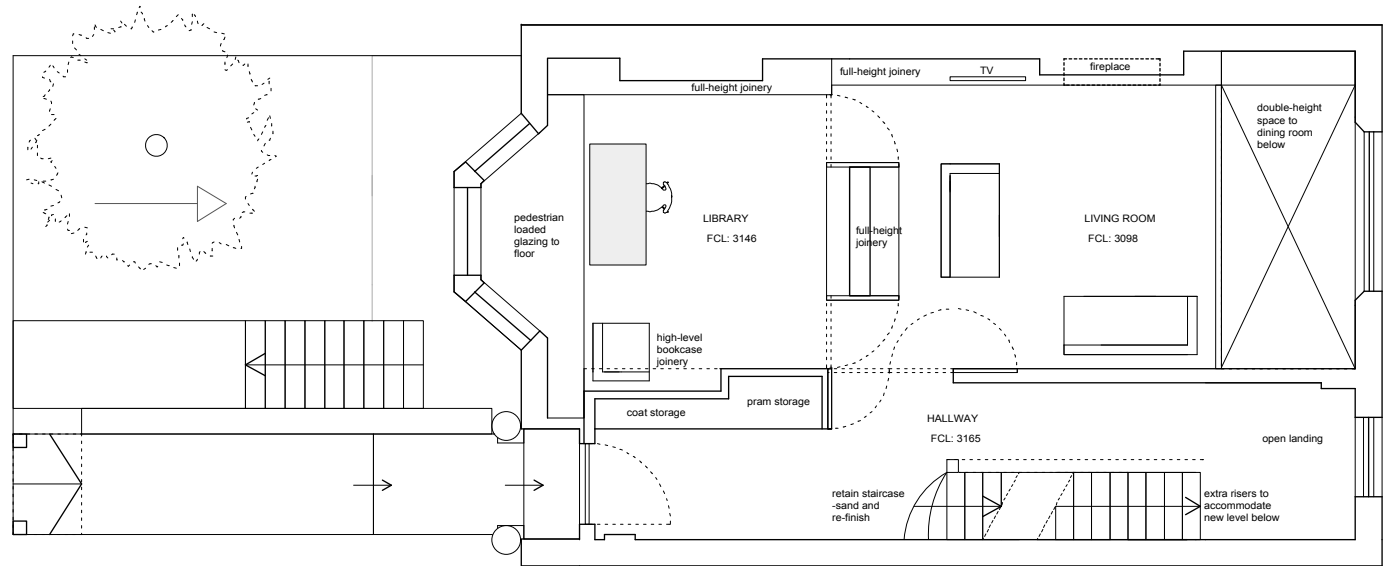 full-height joinery
full-height joinery
TV
fireplace
double-height
space to
dining room
below
pedestrian
loaded
glazing to
floor
LIBRARY
FCL: 3146
full-height
joinery
LIVING ROOM
FCL: 3098
high-level
bookcase
joinery
coat storage
pram storage
HALLWAY
FCL: 3165
open landing
retain staircase
-sand and
re-finish
extra risers to
accommodate
new level below